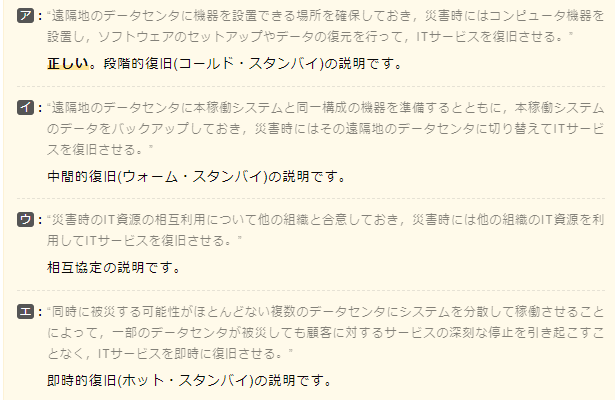 ア：“遠隔地のデータセンタに機器を設置できる場所を確保しておき，災害時にはコンピュータ機器を
設置し，ソフトウェアのセットアップやデータの復元を行って，ITサービスを復旧させる。”
正しい。段階的復旧(コールド・スタンバイ)の説明です。
イ：“遠隔地のデータセンタに本稼働システムと同一構成の機器を準備するとともに，本稼働システム
のデータをバックアップしておき，災害時にはその遠隔地のデータセンタに切り替えてITサービ
スを復旧させる。”
中間的復旧(ウォーム・スタンバイ)の説明です。
ウ：“災害時のIT資源の相互利用について他の組織と合意しておき，災害時には他の組織のIT資源を利
用してITサービスを復旧させる。”
相互協定の説明です。
エ：“同時に被災する可能性がほとんどない複数のデータセンタにシステムを分散して稼働させること
によって，一部のデータセンタが被災しても顧客に対するサービスの深刻な停止を引き起こすこ
となく，ITサービスを即時に復旧させる。”
即時的復旧(ホット・スタンバイ)の説明です。